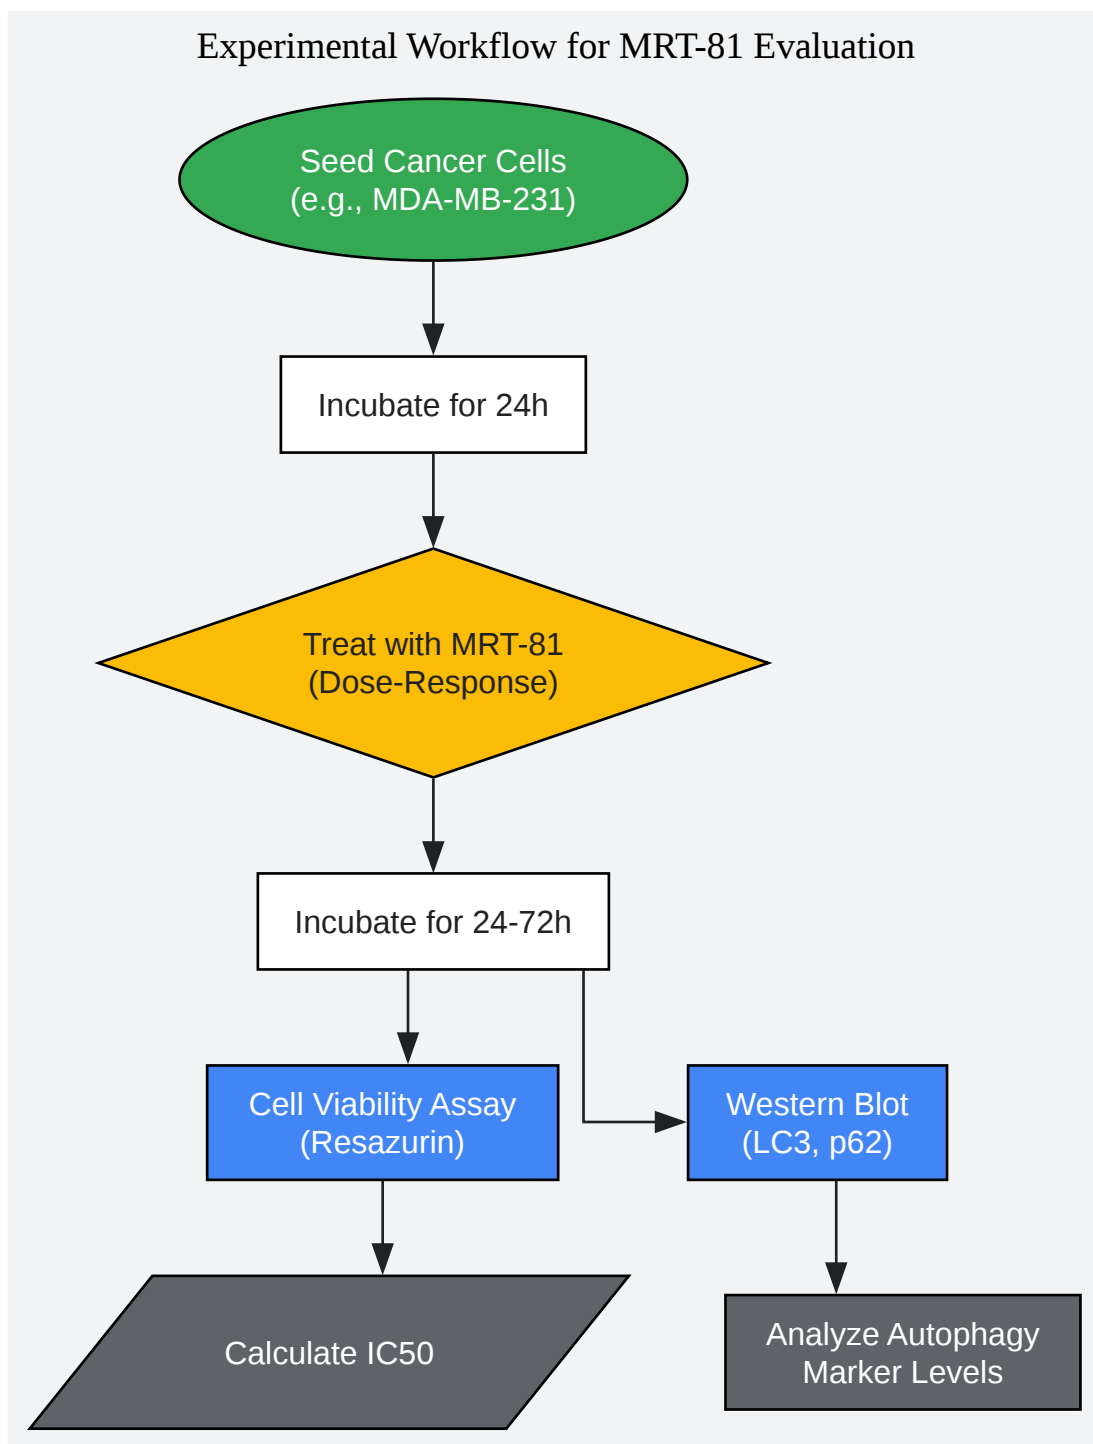 Experimental Workflow for MRT-81 Evaluation
Seed Cancer Cells
(e.g., MDA-MB-231)
Incubate for 24h
Treat with MRT-81
(Dose-Response)
Incubate for 24-72h
Cell Viability Assay
(Resazurin)
Western Blot
(LC3, p62)
Calculate IC50
Analyze Autophagy
Marker Levels